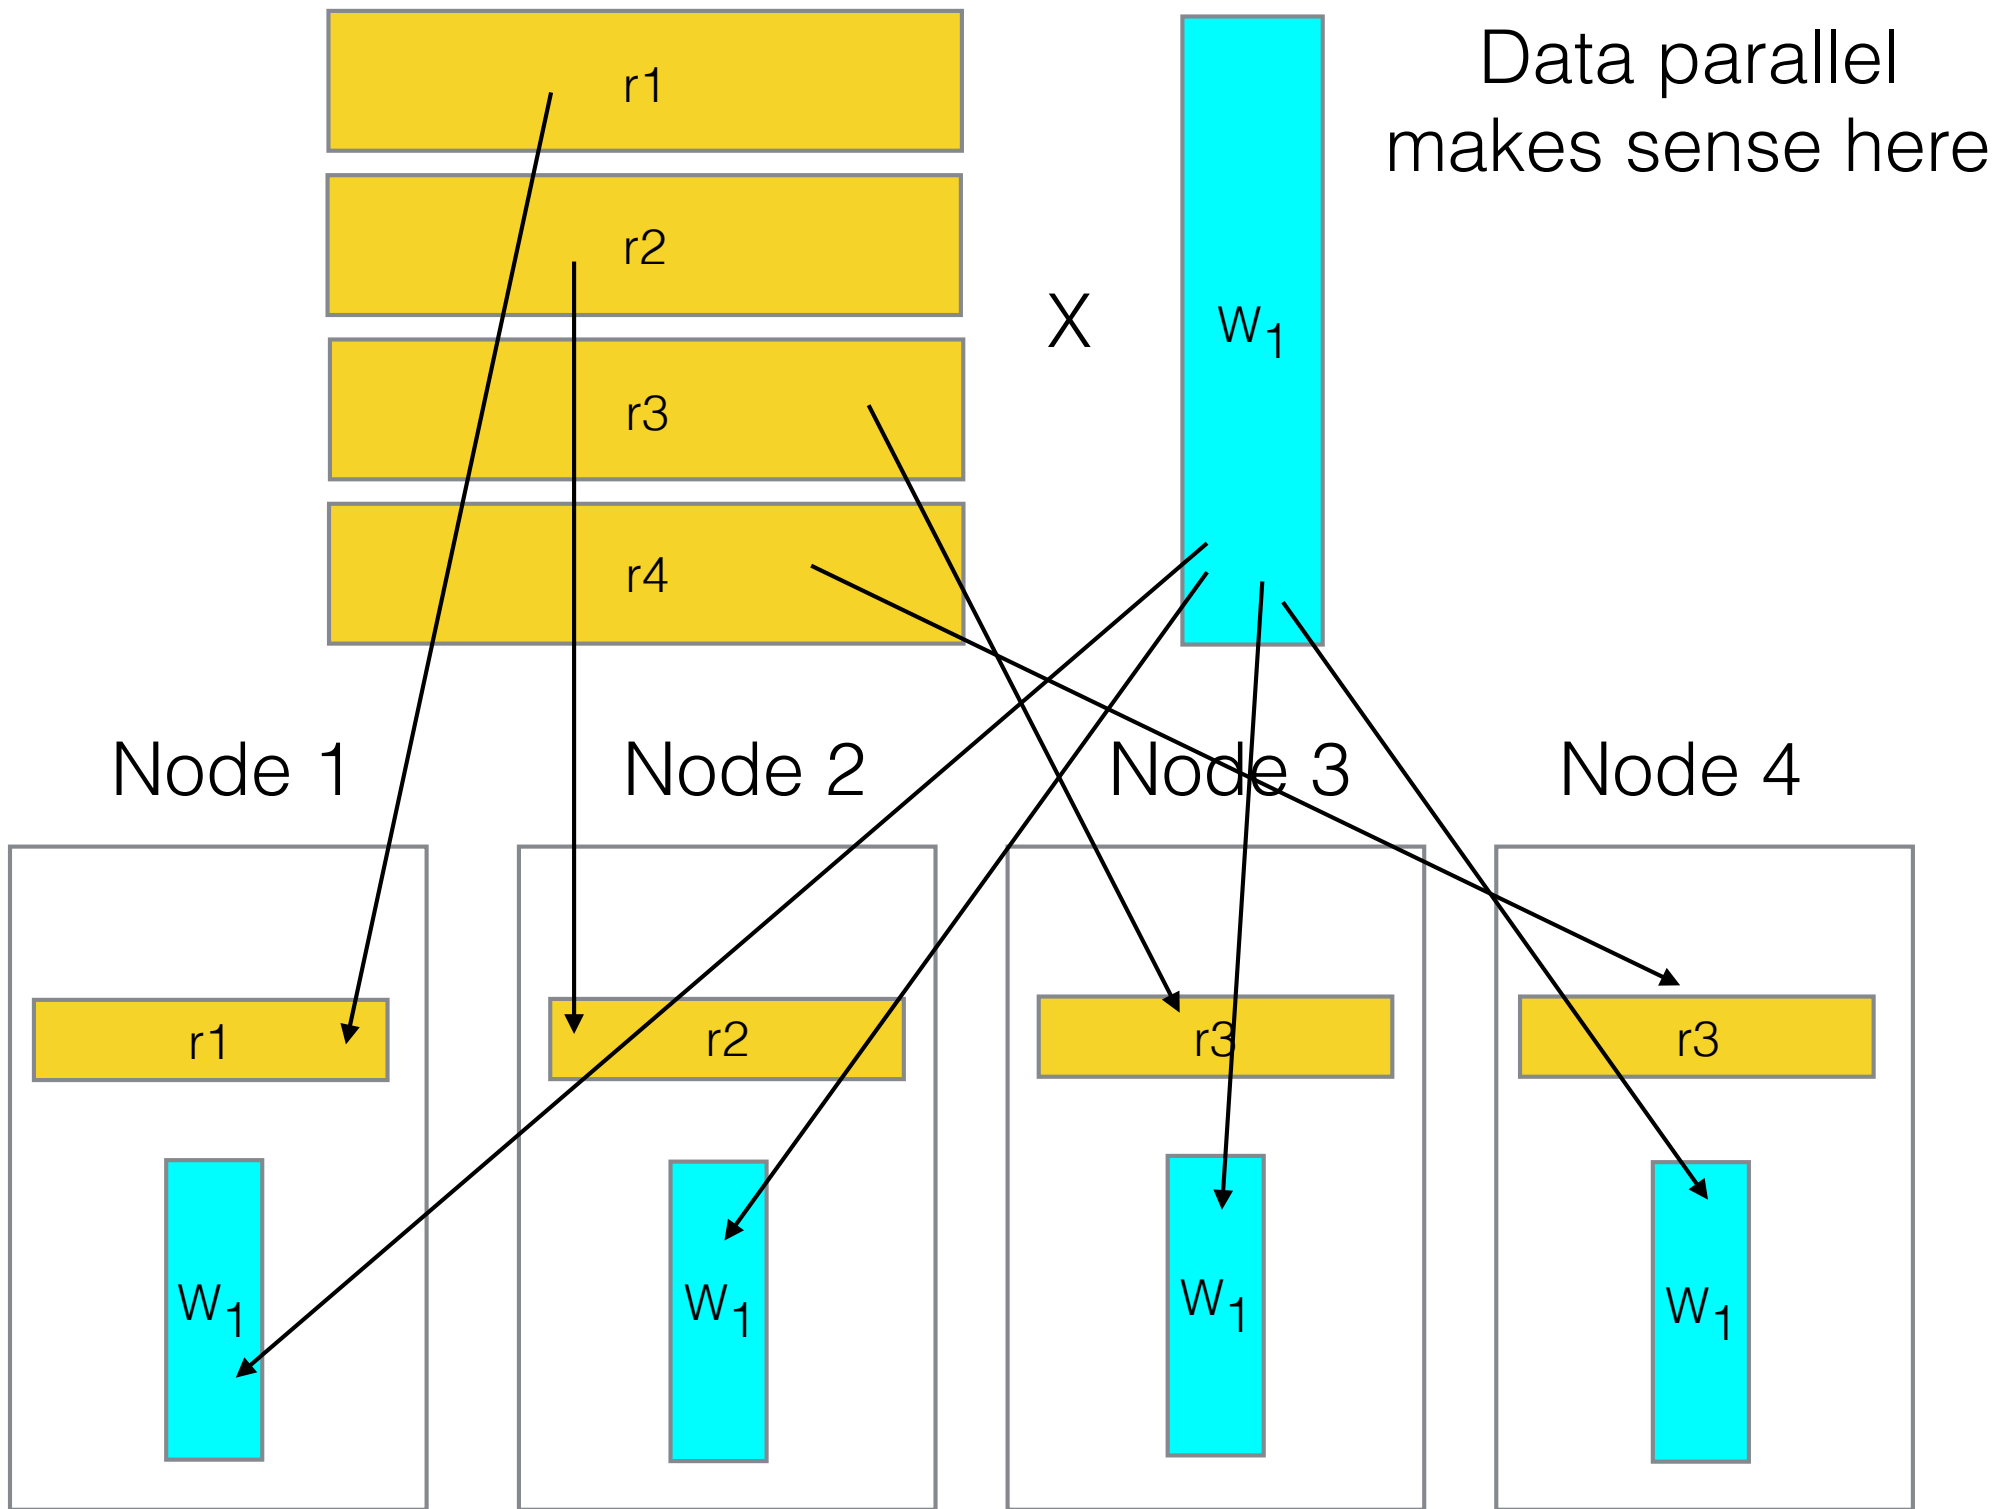 Data parallel
makes sense here
r1
r2
r3
r4
X
W1
Node 1
Node 2
Node 3
Node 4
r1
r2
r3
r3
W1
W1
W1
W1